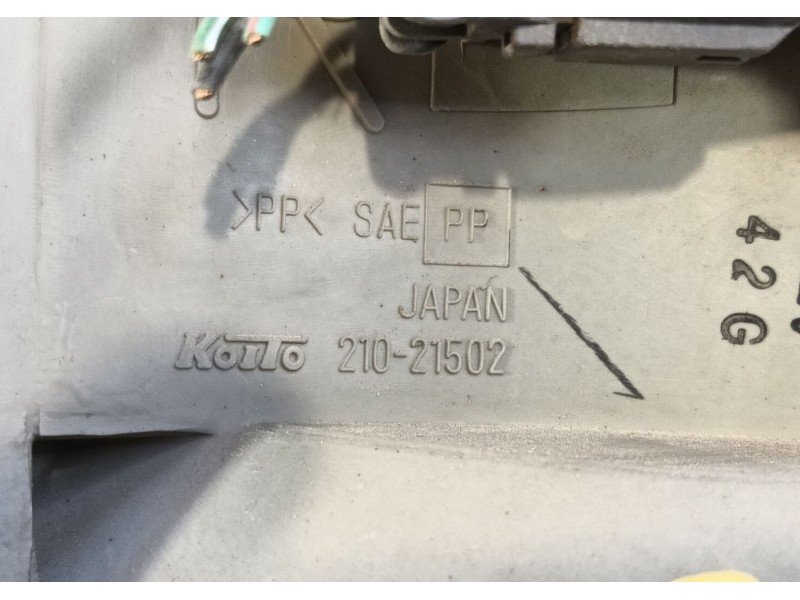 >PP< SAE PP
JAPAN
KOITO 210-21502
42G